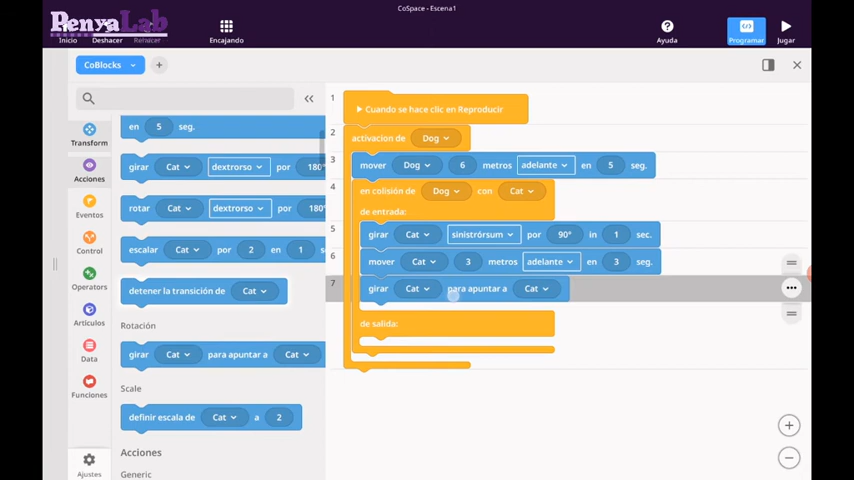 CoSpace - Escena1
PenyaLab
Inicio Deshacer Rehacer Encajando Ayuda Programar Jugar
CoBlocks
Transform
Acciones
Eventos
Control
Operators
Artículos
Data
Funciones
Ajustes
en 5 seg.
girar Cat dextrorso por 180°
rotar Cat dextrorso por 180°
escalar Cat por 2 en 1 s
detener la transición de Cat
Rotación
girar Cat para apuntar a Cat
Scale
definir escala de Cat a 2
Acciones
Generic
1 Cuando se hace clic en Reproducir
2 activacion de Dog
3 mover Dog 6 metros adelante en 5 seg.
4 en colisión de Dog con Cat
de entrada:
5 girar Cat sinistrórsum por 90° in 1 sec.
6 mover Cat 3 metros adelante en 3 seg.
7 girar Cat para apuntar a Cat
de salida: